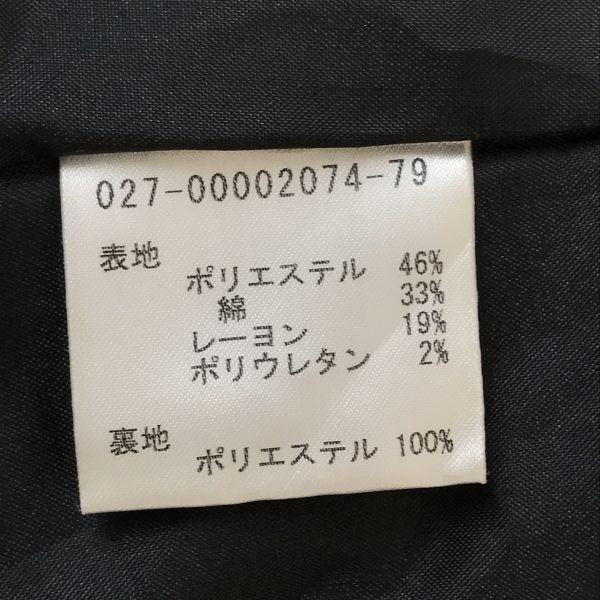 027-00002074-79
表地
ポリエステル 46%
綿 33%
レーヨン 19%
ポリウレタン 2%
裏地
ポリエステル 100%